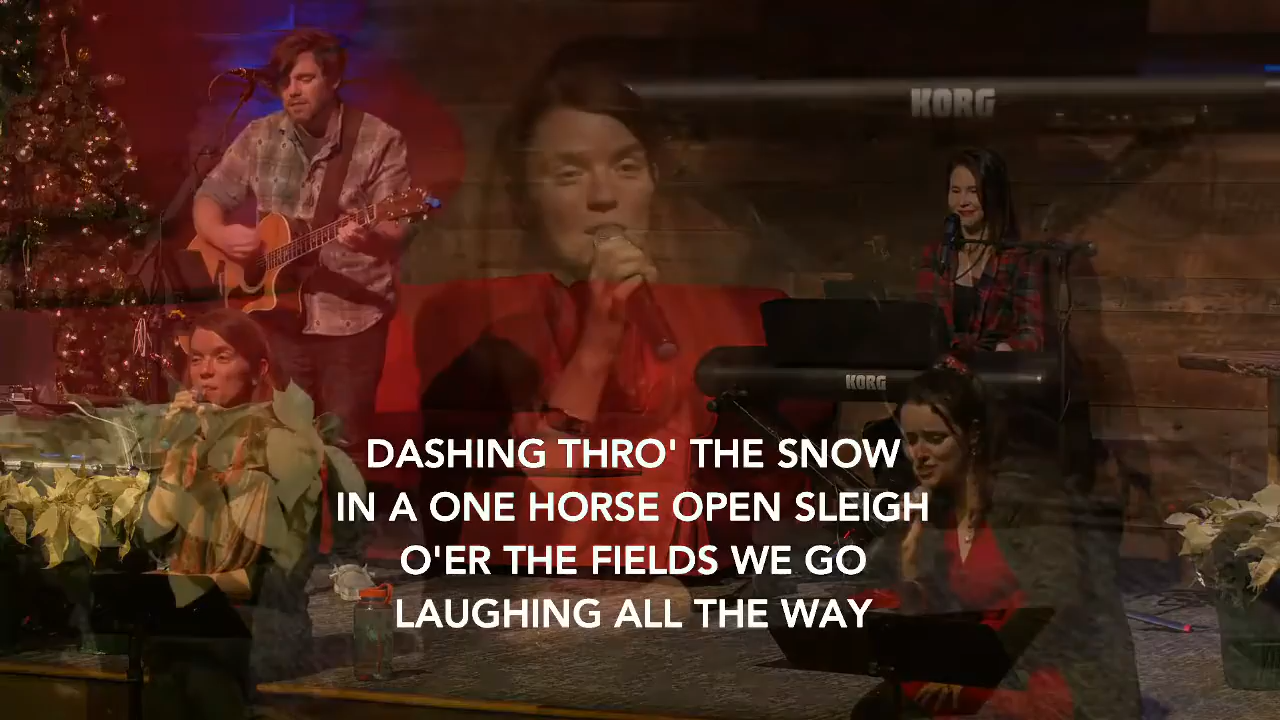 KORG
KORG
DASHING THRO' THE SNOW
IN A ONE HORSE OPEN SLEIGH
O'ER THE FIELDS WE GO
LAUGHING ALL THE WAY